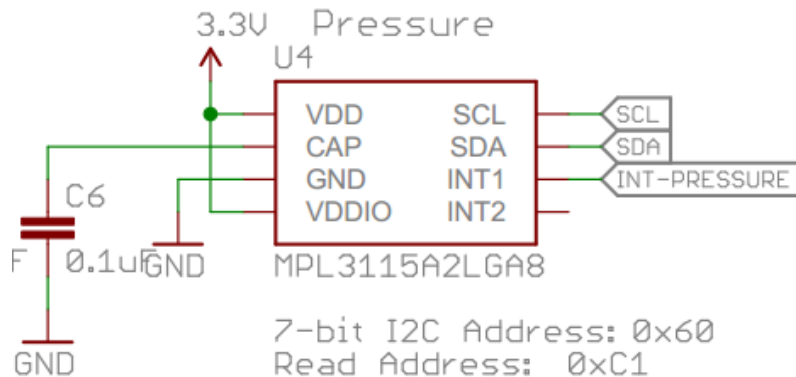 3.3V Pressure
U4
VDD SCL SCL
CAP SDA SDA
GND INT1 INT-PRESSURE
VDDIO INT2
C6
F 0.1uF GND
MPL3115A2LGA8
7-bit I2C Address: 0x60
GND Read Address: 0xC1